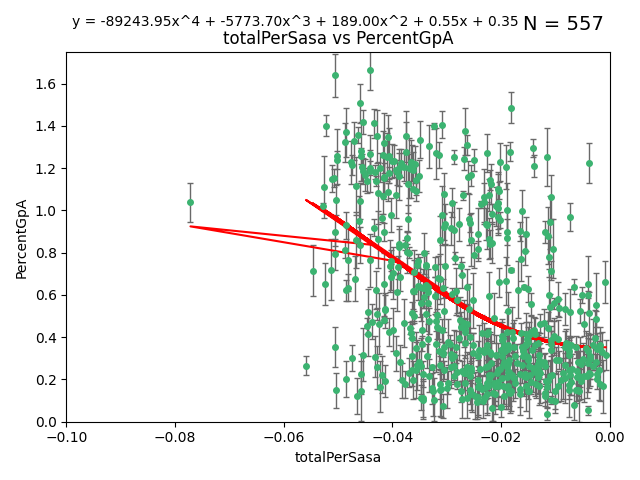 y = -89243.95x^4 + -5773.70x^3 + 189.00x^2 + 0.55x + 0.35 N = 557
totalPerSasa vs PercentGpA
PercentGpA
1.6
1.4
1.2
1.0
0.8
0.6
0.4
0.2
0.0
−0.10 −0.08 −0.06 −0.04 −0.02 0.00
totalPerSasa